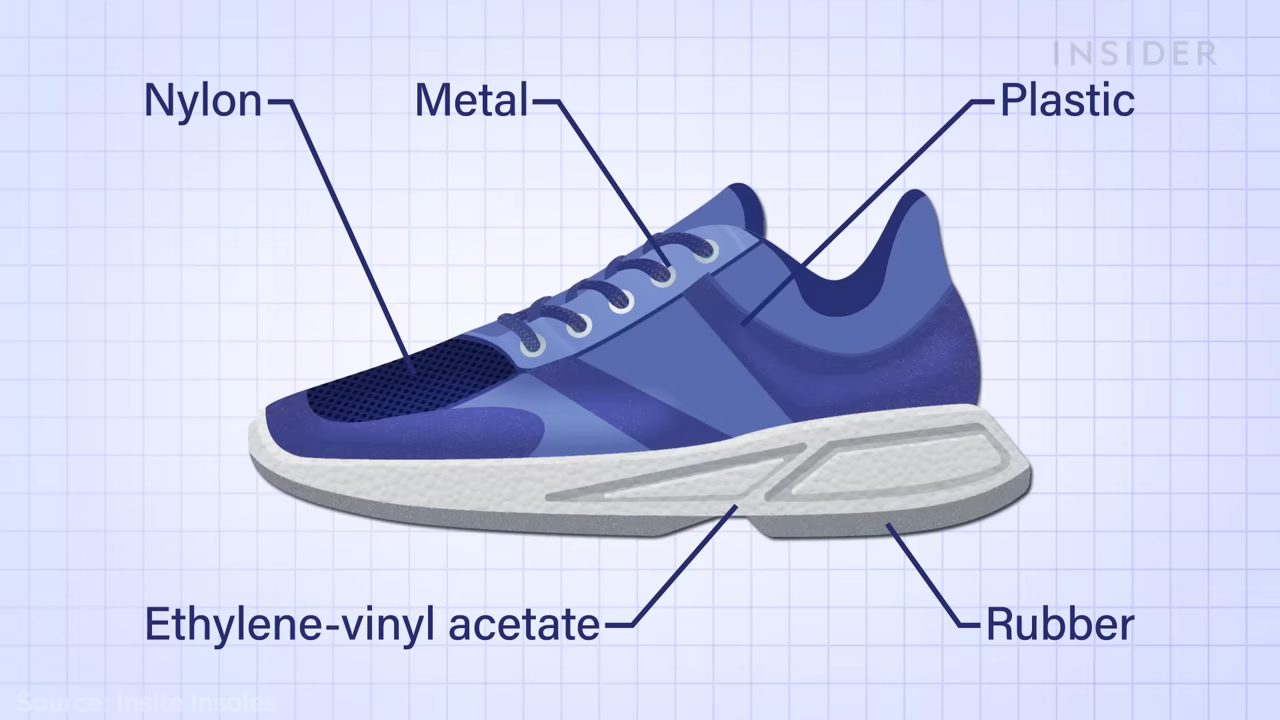 INSIDER
Nylon
Metal
Plastic
Ethylene-vinyl acetate
Rubber
Source: Insite Insoles